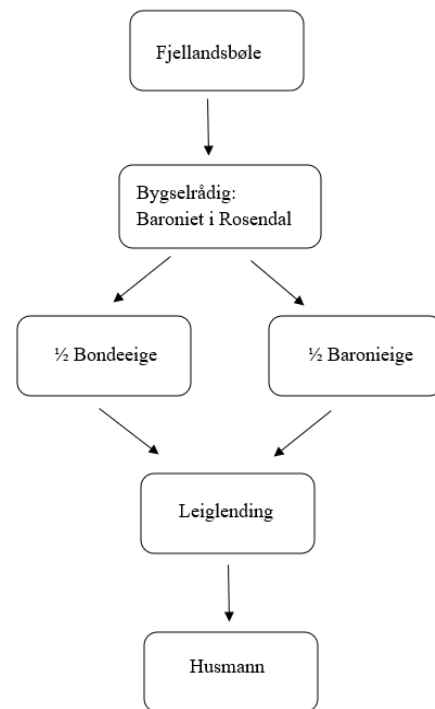 Fjellandsbøle
Bygselrådig:
Baroniet i Rosendal
½ Bondeeige
½ Baronieige
Leiglending
Husmann